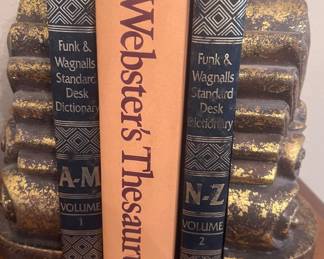 Funk &
Wagnalls
Standard
Desk
Dictionary
A-M
VOLUME
1
Webster's Thesaur
Funk &
Wagnalls
Standard
Desk
Dictionary
N-Z
VOLUME
2